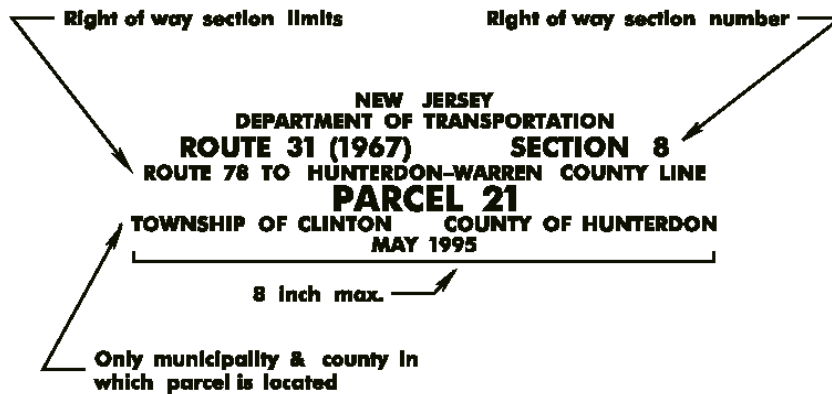 Right of way section limits
Right of way section number
NEW JERSEY
DEPARTMENT OF TRANSPORTATION
ROUTE 31 (1967) SECTION 8
ROUTE 78 TO HUNTERDON-WARREN COUNTY LINE
PARCEL 21
TOWNSHIP OF CLINTON COUNTY OF HUNTERDON
MAY 1995
8 inch max.
Only municipality & county in
which parcel is located